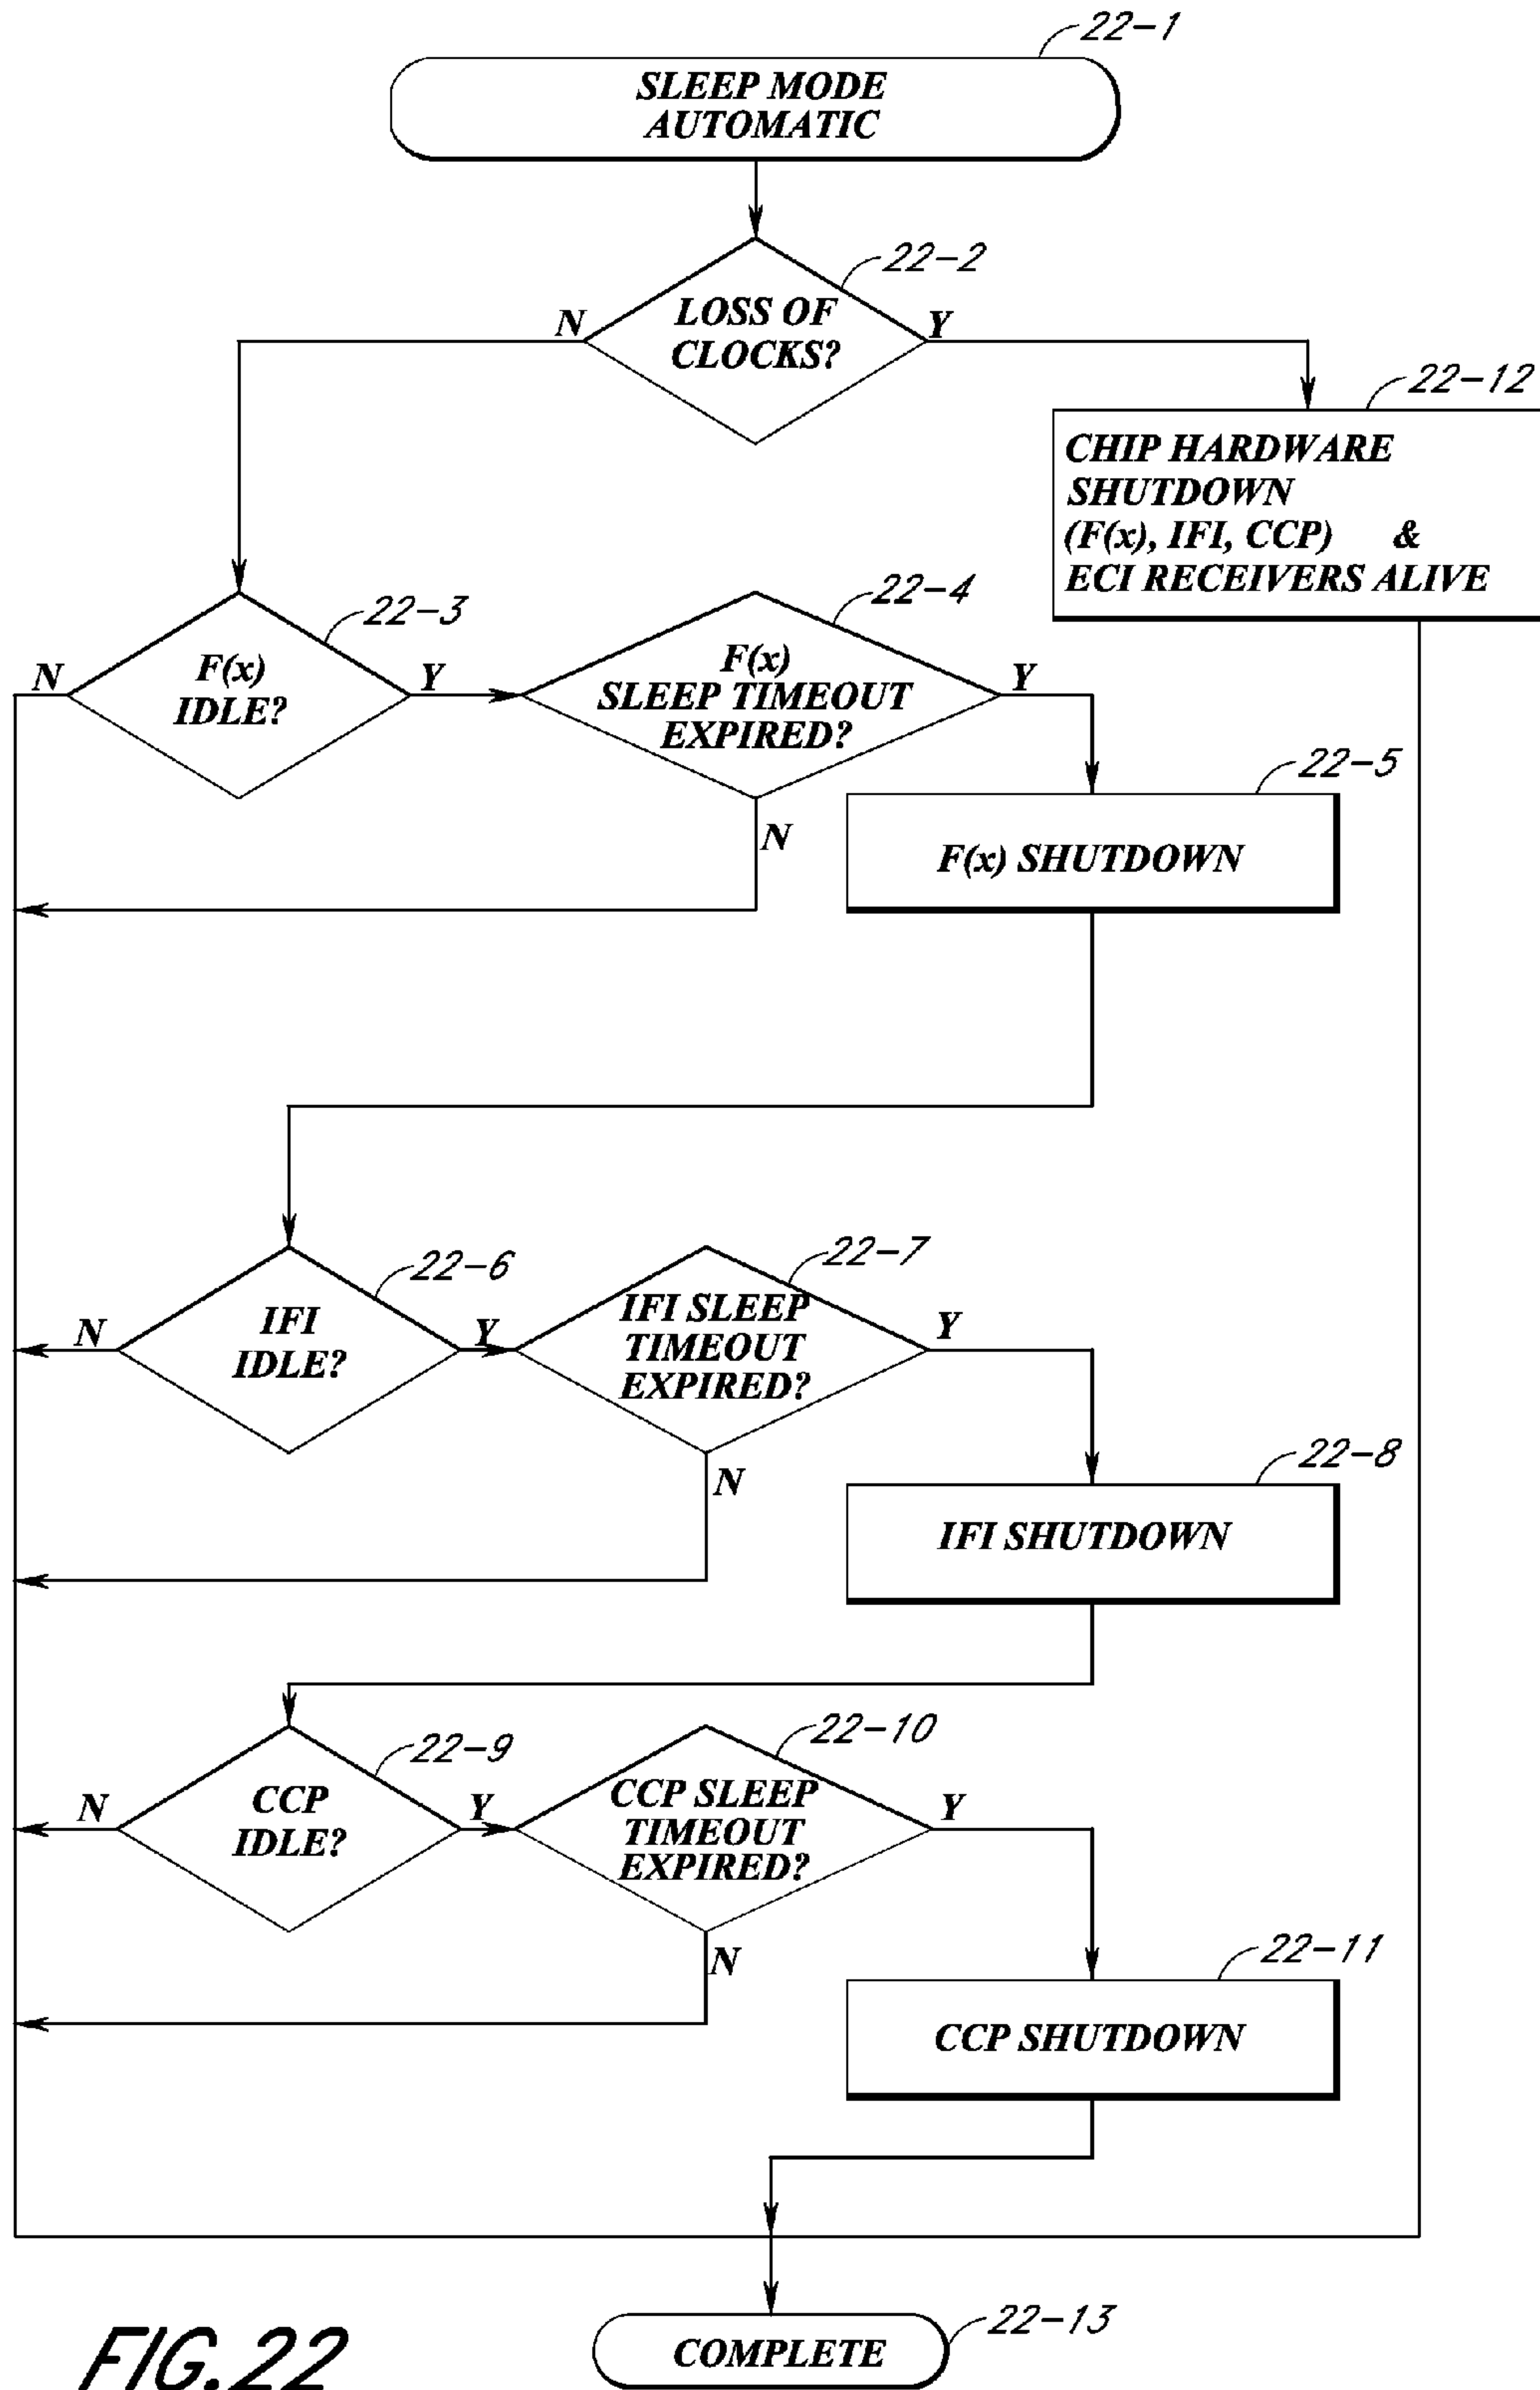 22-1
SLEEP MODE
AUTOMATIC
22-2
N
LOSS OF
CLOCKS?
Y
22-12
CHIP HARDWARE
SHUTDOWN
(F(x), IFI, CCP) &
ECI RECEIVERS ALIVE
22-3
N
F(x)
IDLE?
Y
22-4
F(x)
SLEEP TIMEOUT
EXPIRED?
Y
N
22-5
F(x) SHUTDOWN
22-6
N
IFI
IDLE?
Y
22-7
IFI SLEEP
TIMEOUT
EXPIRED?
Y
N
22-8
IFI SHUTDOWN
22-9
N
CCP
IDLE?
Y
22-10
CCP SLEEP
TIMEOUT
EXPIRED?
Y
N
22-11
CCP SHUTDOWN
22-13
COMPLETE
FIG.22